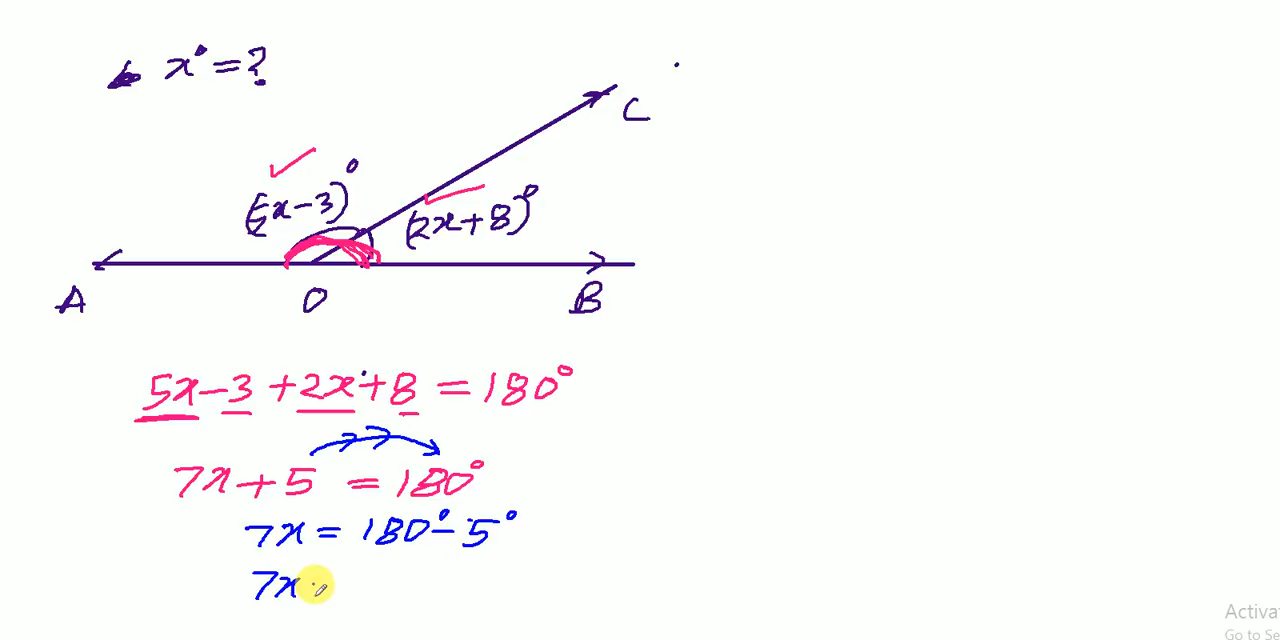 x° = ?
C
(5x-3)°
(2x+8)°
A
O
B
5x-3+2x+8 = 180°
7x+5 = 180°
7x = 180°-5°
7x
Activat
Go to Se